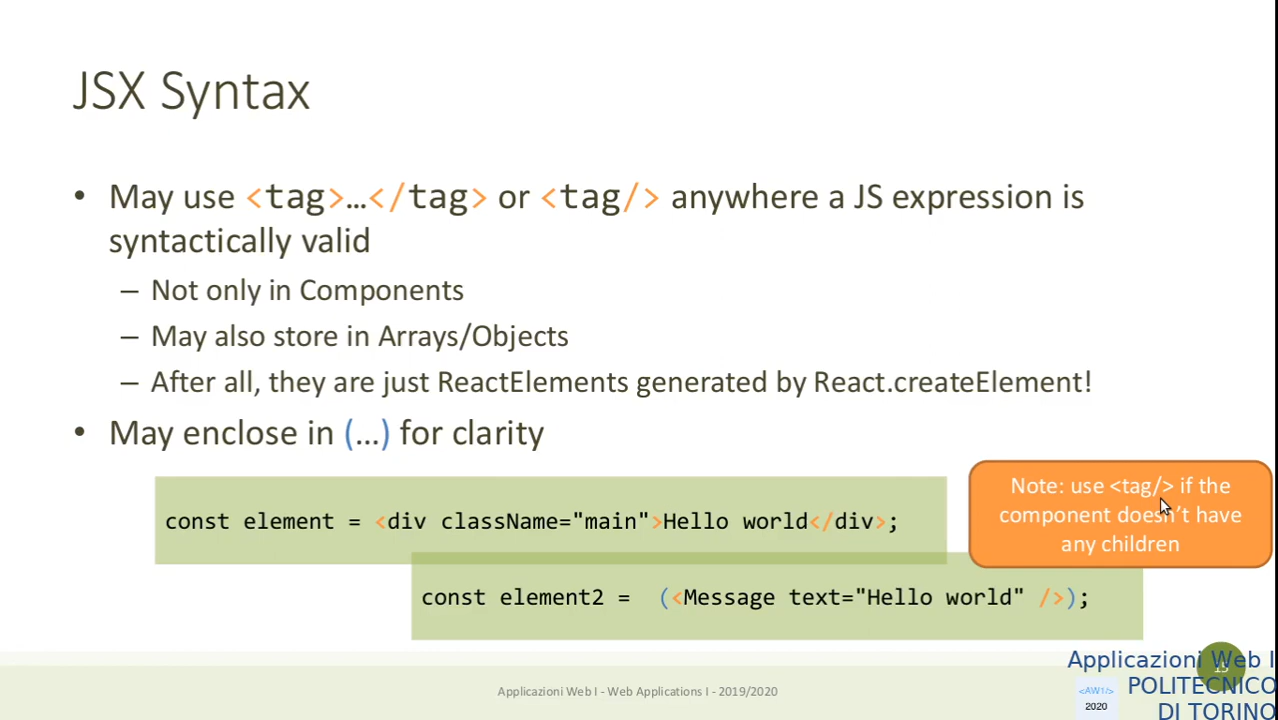 JSX Syntax
• May use <tag>…</tag> or <tag/> anywhere a JS expression is
syntactically valid
– Not only in Components
– May also store in Arrays/Objects
– After all, they are just ReactElements generated by React.createElement!
• May enclose in (…) for clarity
const element = <div className="main">Hello world</div>;
Note: use <tag/> if the
component doesn't have
any children
const element2 =  (<Message text="Hello world" />);
Applicazioni Web I - Web Applications I - 2019/2020
Applicazioni Web I
POLITECNICO
DI TORINO
<AW1/>
2020